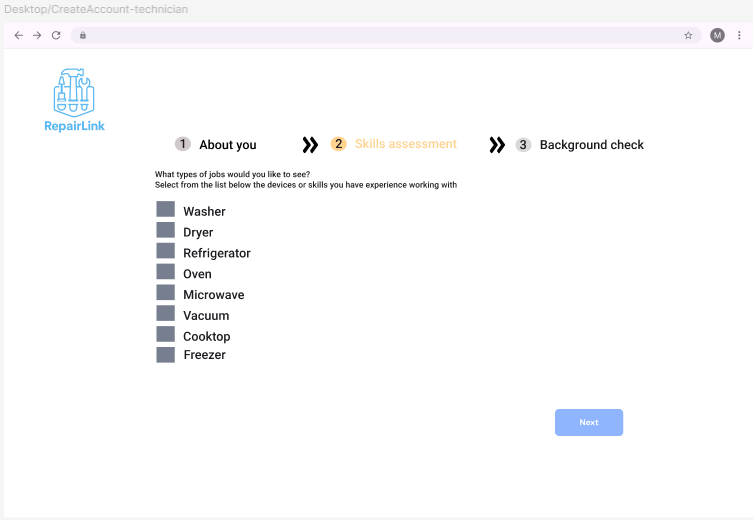 Desktop/CreateAccount-technician
M
RepairLink
1 About you 2 Skills assessment 3 Background check
What types of jobs would you like to see?
Select from the list below the devices or skills you have experience working with
Washer
Dryer
Refrigerator
Oven
Microwave
Vacuum
Cooktop
Freezer
Next